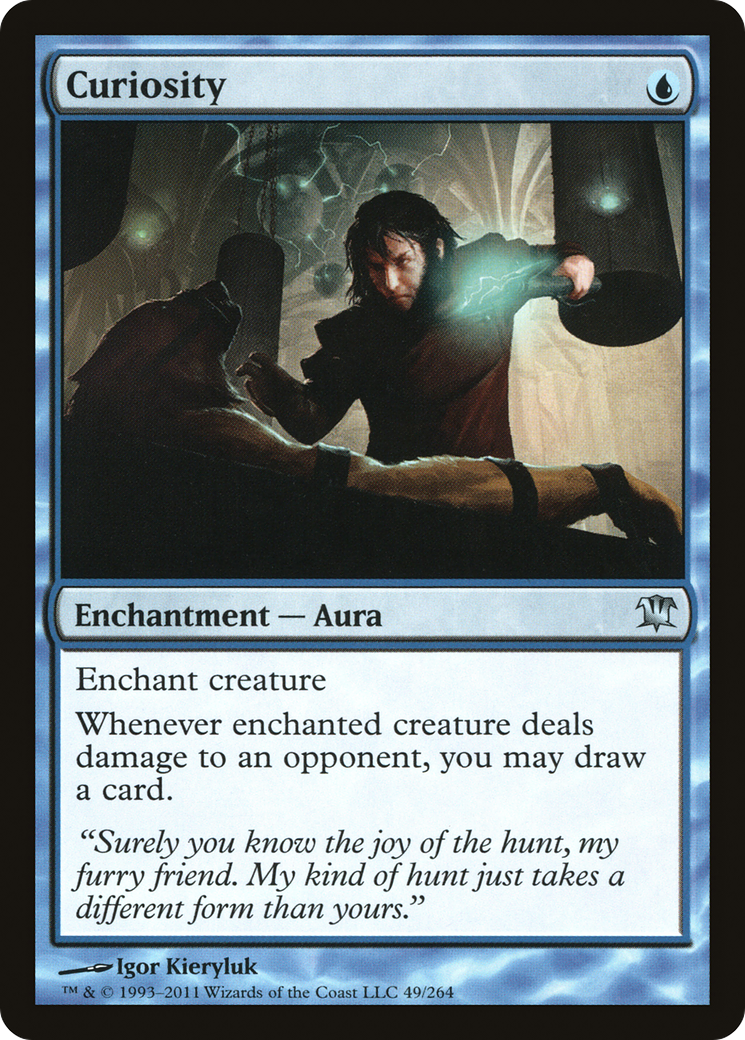 Curiosity
Enchantment — Aura
Enchant creature
Whenever enchanted creature deals
damage to an opponent, you may draw
a card.
“Surely you know the joy of the hunt, my
furry friend. My kind of hunt just takes a
different form than yours.”
Igor Kieryluk
™ & © 1993–2011 Wizards of the Coast LLC 49/264